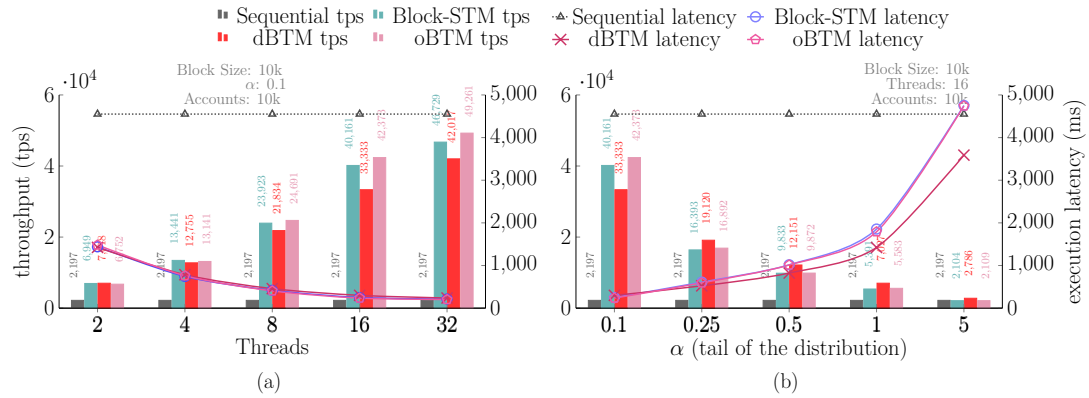 Sequential tps Block-STM tps Sequential latency Block-STM latency
dBTM tps oBTM tps dBTM latency oBTM latency
·10⁴ Block Size: 10k
α: 0.1
Accounts: 10k
6 5,000
4,000
4 3,000
2,000
2 1,000
0 0
throughput (tps)
2,197 6,949 6,752
2,197 13,441 12,755 13,141
2,197 23,923 21,834 24,691
2,197 40,161 33,333 42,373
2,197 46,729 49,261
2 4 8 16 32
Threads
(a)
·10⁴ Block Size: 10k
Threads: 16
Accounts: 10k
6 5,000
4,000
4 3,000
2,000
2 1,000
0 0
execution latency (ms)
2,197 40,161 33,333 42,373
2,197 16,393 19,120 16,892
2,197 9,833 12,151 9,872
2,197 5,583
2,197 2,104 2,786 2,109
0.1 0.25 0.5 1 5
α (tail of the distribution)
(b)